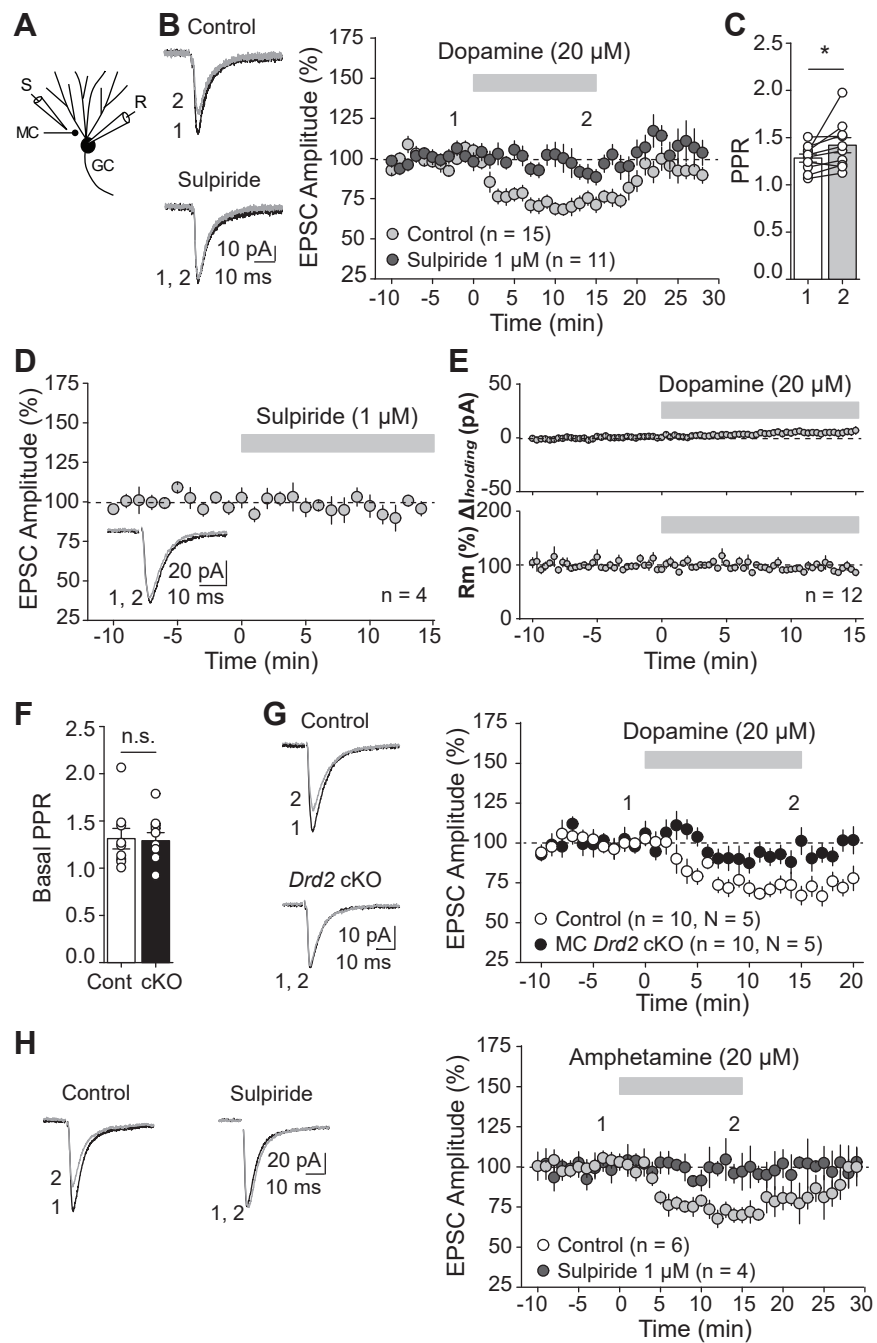 A
S
R
MC
GC
B
Control
2
1
Sulpiride
10 pA
10 ms
1, 2
EPSC Amplitude (%)
175
150
125
100
75
50
25
Dopamine (20 µM)
1
2
Control (n = 15)
Sulpiride 1 µM (n = 11)
-10 -5 0 5 10 15 20 25 30
Time (min)
C
PPR
2.5
2.0
1.5
1.0
0.5
0.0
*
1 2
D
EPSC Amplitude (%)
175
150
125
100
75
50
25
Sulpiride (1 µM)
20 pA
10 ms
1, 2
n = 4
-10 -5 0 5 10 15
Time (min)
E
Dopamine (20 µM)
ΔIholding (pA)
50
0
-50
Rm (%)
200
100
0
n = 12
-10 -5 0 5 10 15
Time (min)
F
Basal PPR
2.5
2.0
1.5
1.0
0.5
0.0
n.s.
Cont cKO
G
Control
2
1
Drd2 cKO
10 pA
10 ms
1, 2
EPSC Amplitude (%)
175
150
125
100
75
50
25
Dopamine (20 µM)
1
2
Control (n = 10, N = 5)
MC Drd2 cKO (n = 10, N = 5)
-10 -5 0 5 10 15 20
Time (min)
H
Control
2
1
Sulpiride
20 pA
10 ms
1, 2
EPSC Amplitude (%)
175
150
125
100
75
50
25
Amphetamine (20 µM)
1
2
Control (n = 6)
Sulpiride 1 µM (n = 4)
-10 -5 0 5 10 15 20 25 30
Time (min)